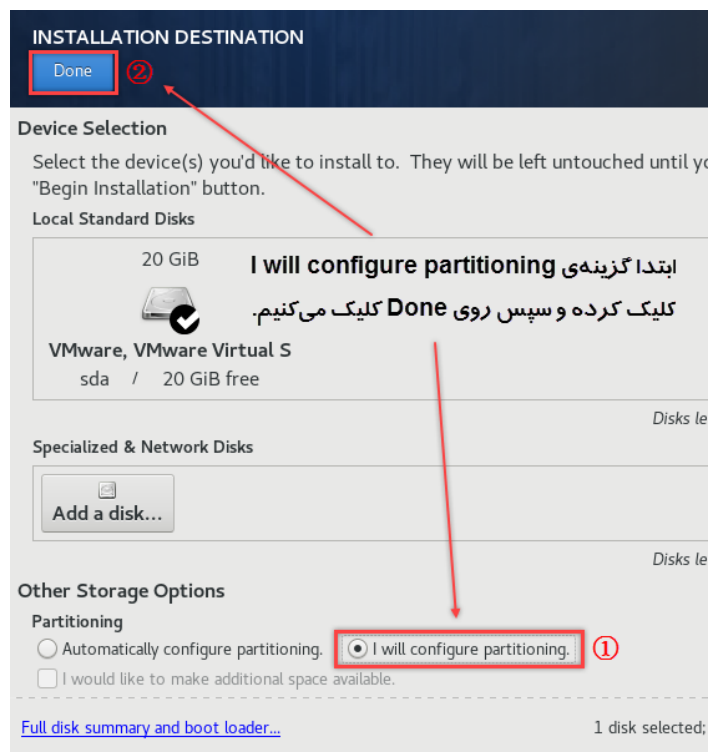 INSTALLATION DESTINATION
Done
②
Device Selection
Select the device(s) you'd like to install to. They will be left untouched until yo
"Begin Installation" button.
Local Standard Disks
20 GiB
ابتدا گزینه‌ی I will configure partitioning
کلیک کرده و سپس روی Done کلیک می‌کنیم.
VMware, VMware Virtual S
sda / 20 GiB free
Disks le
Specialized & Network Disks
Add a disk...
Disks le
Other Storage Options
Partitioning
Automatically configure partitioning. I will configure partitioning. ①
I would like to make additional space available.
Full disk summary and boot loader... 1 disk selected;